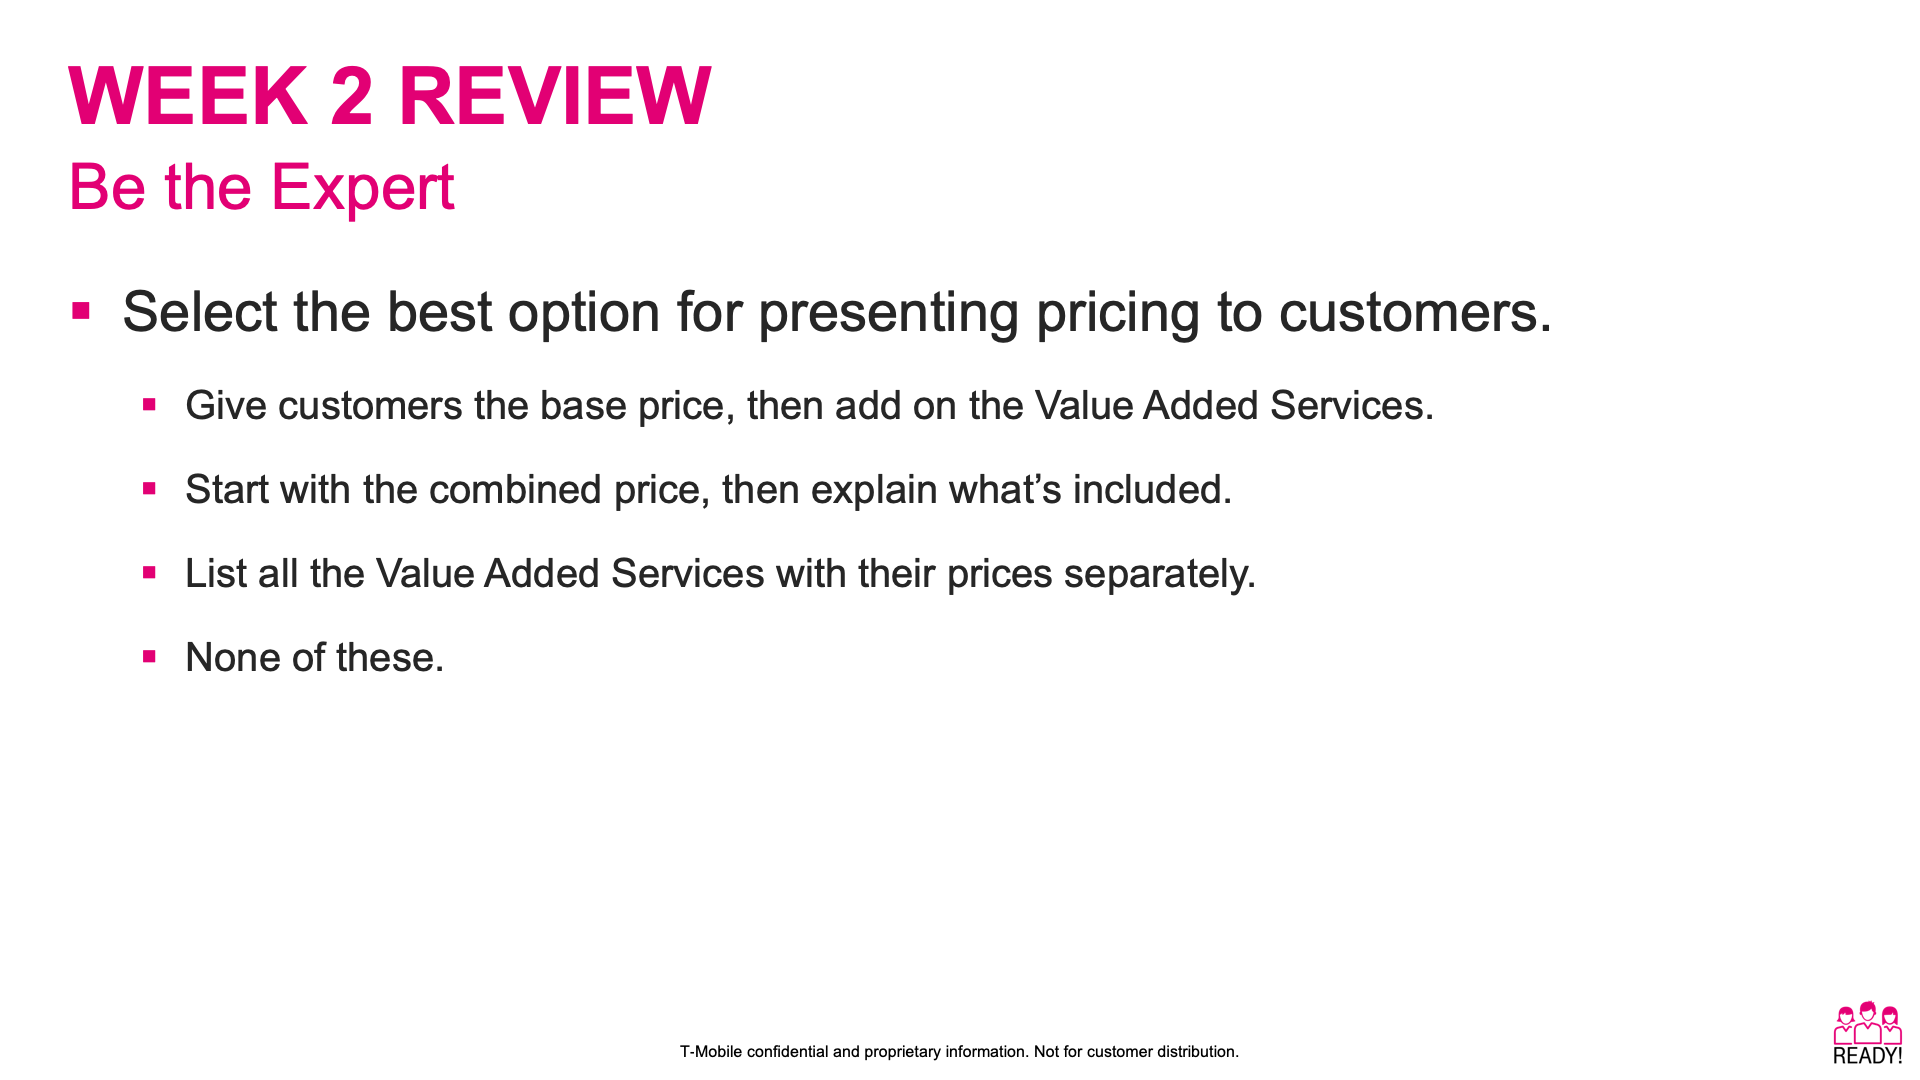 WEEK 2 REVIEW
Be the Expert
▪ Select the best option for presenting pricing to customers.
▪ Give customers the base price, then add on the Value Added Services.
▪ Start with the combined price, then explain what’s included.
▪ List all the Value Added Services with their prices separately.
▪ None of these.
T-Mobile confidential and proprietary information. Not for customer distribution.
READY!